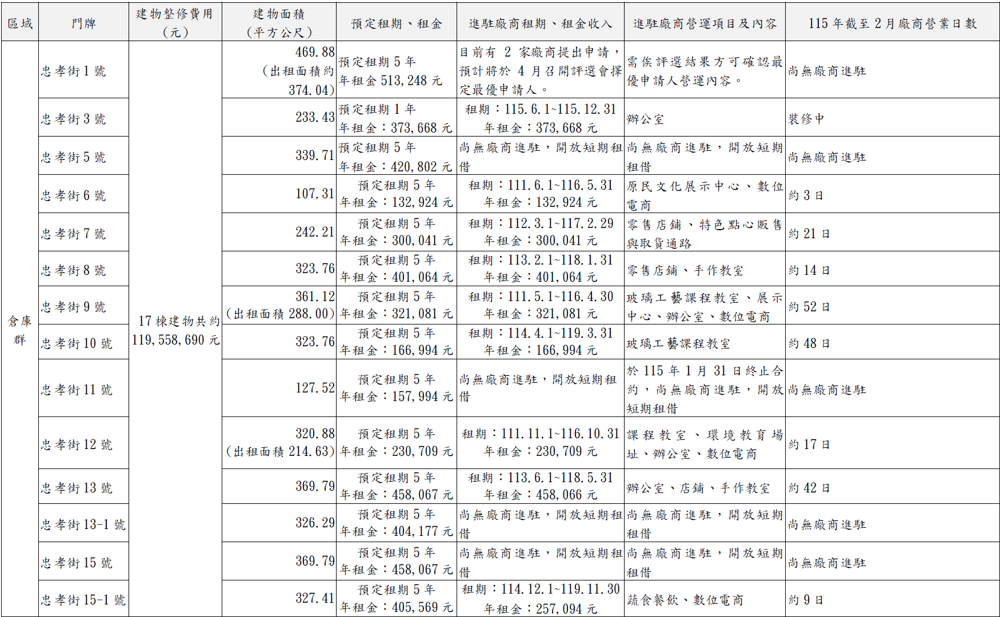 區域
門牌
建物整修費用
(元)
建物面積
(平方公尺)
預定租期、租金
進駐廠商租期、租金收入
進駐廠商營運項目及內容
115 年截至 2 月廠商營業日數
倉庫
群
17 棟建物共約
119,558,690 元
忠孝街 1 號
469.88
(出租面積約
374.04)
預定租期 5 年
年租金 513,248 元
目前有 2 家廠商提出申請，
預計將於 4 月召開評選會擇
定最優申請人。
需俟評選結果方可確認最
優申請人營運內容。
尚無廠商進駐
忠孝街 3 號
233.43
預定租期 1 年
年租金：373,668 元
租期：115.6.1~115.12.31
年租金：373,668 元
辦公室
裝修中
忠孝街 5 號
339.71
預定租期 5 年
年租金：420,802 元
尚無廠商進駐，開放短期租
借
尚無廠商進駐，開放短期
租借
尚無廠商進駐
忠孝街 6 號
107.31
預定租期 5 年
年租金：132,924 元
租期：111.6.1~116.5.31
年租金：132,924 元
原民文化展示中心、數位
電商
約 3 日
忠孝街 7 號
242.21
預定租期 5 年
年租金：300,041 元
租期：112.3.1~117.2.29
年租金：300,041 元
零售店鋪、特色點心販售
與取貨通路
約 21 日
忠孝街 8 號
323.76
預定租期 5 年
年租金：401,064 元
租期：113.2.1~118.1.31
年租金：401,064 元
零售店鋪、手作教室
約 14 日
忠孝街 9 號
361.12
(出租面積 288.00)
預定租期 5 年
年租金：321,081 元
租期：111.5.1~116.4.30
年租金：321,081 元
玻璃工藝課程教室、展示
中心、辦公室、數位電商
約 52 日
忠孝街 10 號
323.76
預定租期 5 年
年租金：166,994 元
租期：114.4.1~119.3.31
年租金：166,994 元
玻璃工藝課程教室
約 48 日
忠孝街 11 號
127.52
預定租期 5 年
年租金：157,994 元
尚無廠商進駐，開放短期租
借
於 115 年 1 月 31 日終止合
約，尚無廠商進駐，開放
短期租借
尚無廠商進駐
忠孝街 12 號
320.88
(出租面積 214.63)
預定租期 5 年
年租金：230,709 元
租期：111.11.1~116.10.31
年租金：230,709 元
課程教室、環境教育場
址、辦公室、數位電商
約 17 日
忠孝街 13 號
369.79
預定租期 5 年
年租金：458,067 元
租期：113.6.1~118.5.31
年租金：458,066 元
辦公室、店鋪、手作教室
約 42 日
忠孝街 13-1 號
326.29
預定租期 5 年
年租金：404,177 元
尚無廠商進駐，開放短期租
借
尚無廠商進駐，開放短期
租借
尚無廠商進駐
忠孝街 15 號
369.79
預定租期 5 年
年租金：458,067 元
尚無廠商進駐，開放短期租
借
尚無廠商進駐，開放短期
租借
尚無廠商進駐
忠孝街 15-1 號
327.41
預定租期 5 年
年租金：405,569 元
租期：114.12.1~119.11.30
年租金：257,094 元
蔬食餐飲、數位電商
約 9 日